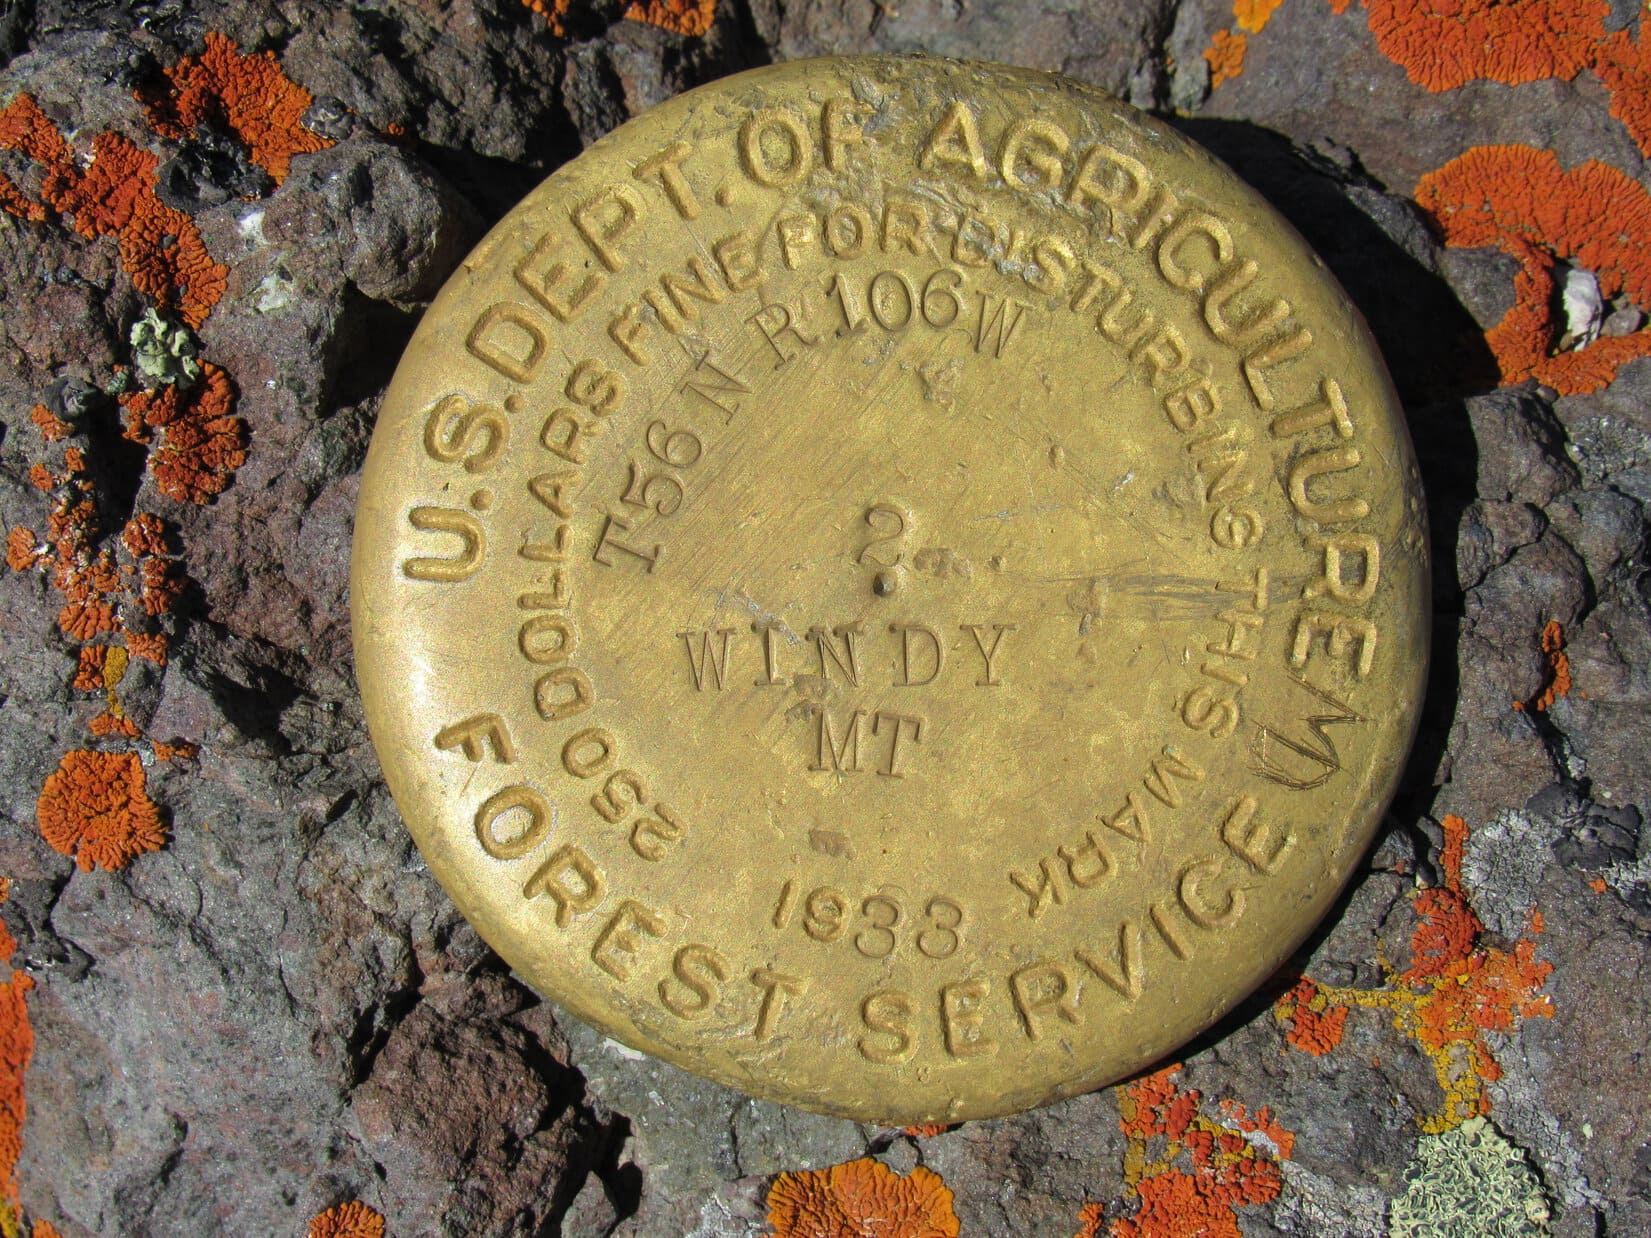 U.S. DEPT. OF AGRICULTURE
FOREST SERVICE
250 DOLLARS FINE FOR DISTURBING THIS MARK
T 56 N R 106 W
2
WINDY
MT
1933